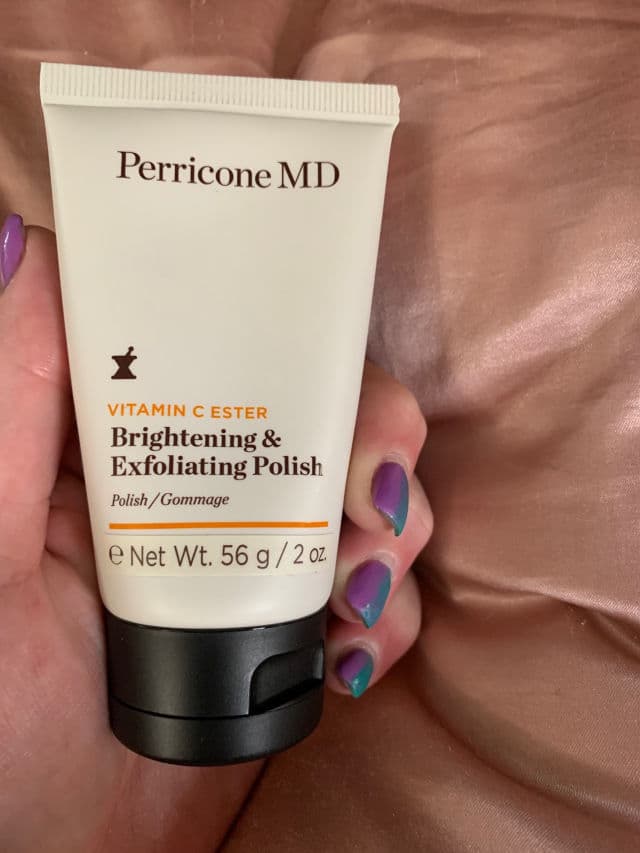 Perricone MD
VITAMIN C ESTER
Brightening &
Exfoliating Polish
Polish/Gommage
℮ Net Wt. 56 g / 2 oz.